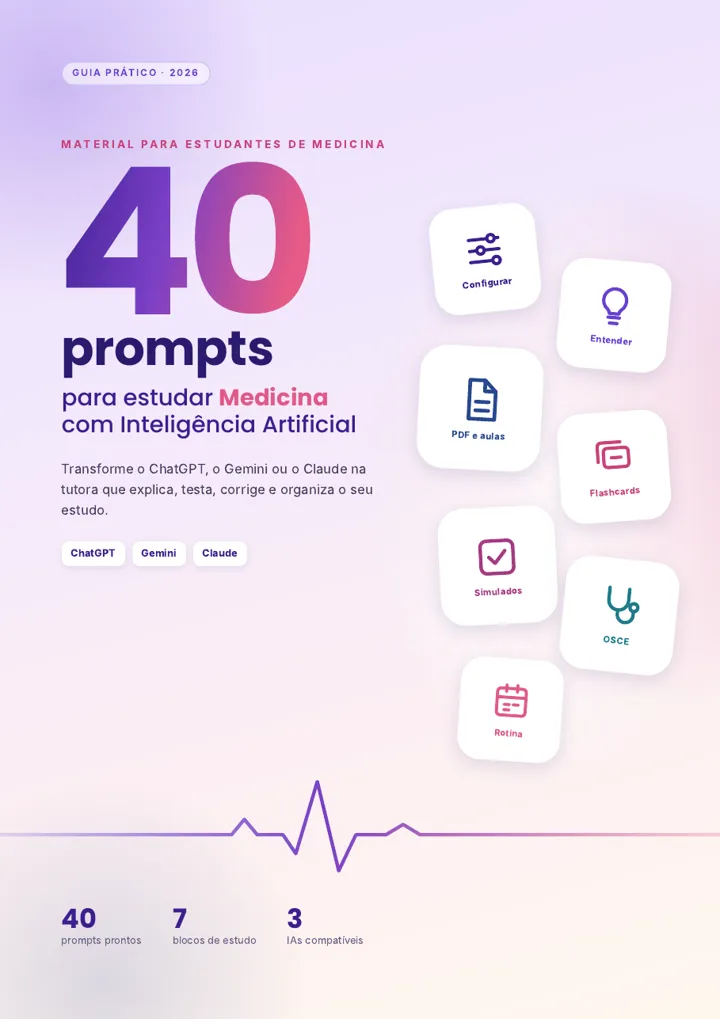 GUIA PRÁTICO · 2026
MATERIAL PARA ESTUDANTES DE MEDICINA
40
prompts
para estudar Medicina
com Inteligência Artificial
Transforme o ChatGPT, o Gemini ou o Claude na
tutora que explica, testa, corrige e organiza o seu
estudo.
ChatGPT
Gemini
Claude
Configurar
Entender
PDF e aulas
Flashcards
Simulados
OSCE
Rotina
40
prompts prontos
7
blocos de estudo
3
IAs compatíveis